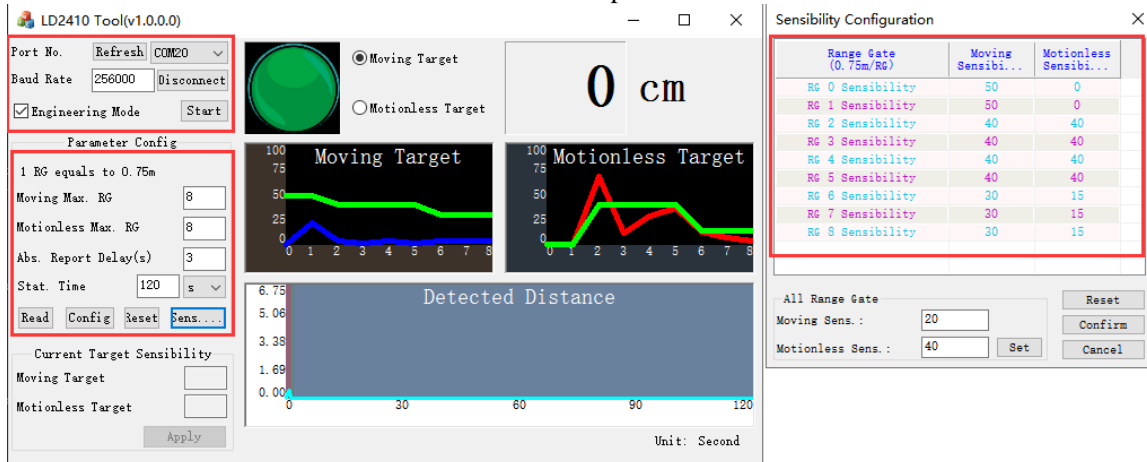 LD2410 Tool(v1.0.0.0)
Port No. Refresh COM20
Baud Rate 256000 Disconnect
Engineering Mode Start
Parameter Config
1 RG equals to 0.75m
Moving Max. RG 8
Motionless Max. RG 8
Abs. Report Delay(s) 3
Stat. Time 120 s
Read Config Reset Sens....
Current Target Sensibility
Moving Target
Motionless Target
Apply
Moving Target
Motionless Target
0 cm
Moving Target
100
75
50
25
0
0 1 2 3 4 5 6 7 8
Motionless Target
100
75
50
25
0
0 1 2 3 4 5 6 7 8
Detected Distance
6.75
5.06
3.38
1.69
0.00
0 30 60 90 120
Unit: Second
Sensibility Configuration
Range Gate (0.75m/RG) Moving Sensibi... Motionless Sensibi...
RG 0 Sensibility 50 0
RG 1 Sensibility 50 0
RG 2 Sensibility 40 40
RG 3 Sensibility 40 40
RG 4 Sensibility 40 40
RG 5 Sensibility 40 40
RG 6 Sensibility 30 15
RG 7 Sensibility 30 15
RG 8 Sensibility 30 15
All Range Gate
Moving Sens.: 20
Motionless Sens.: 40 Set
Reset
Confirm
Cancel